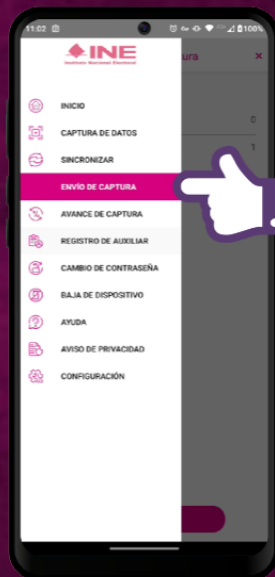 11:02
100%
INE
Instituto Nacional Electoral
ura
×
0
INICIO
CAPTURA DE DATOS
1
SINCRONIZAR
ENVÍO DE CAPTURA
AVANCE DE CAPTURA
REGISTRO DE AUXILIAR
CAMBIO DE CONTRASEÑA
BAJA DE DISPOSITIVO
AYUDA
AVISO DE PRIVACIDAD
CONFIGURACIÓN